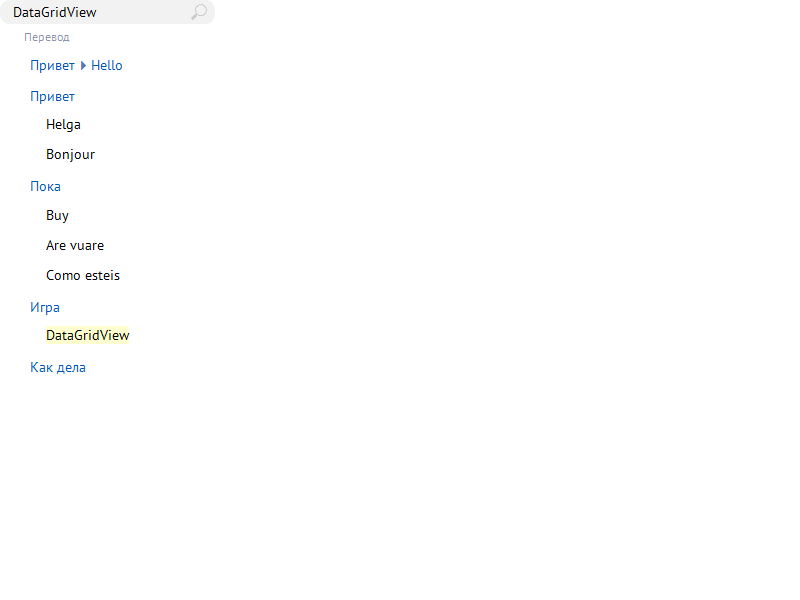 DataGridView
Перевод
Привет Hello
Привет
Helga
Bonjour
Пока
Buy
Are vuare
Como esteis
Игра
DataGridView
Как дела